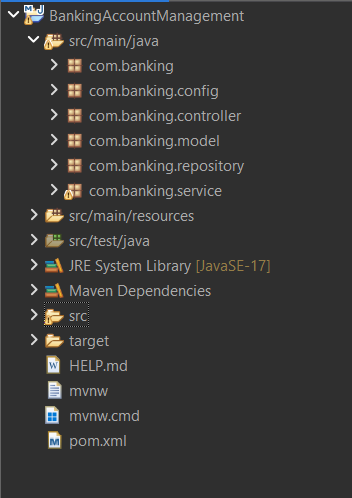 BankingAccountManagement
src/main/java
com.banking
com.banking.config
com.banking.controller
com.banking.model
com.banking.repository
com.banking.service
src/main/resources
src/test/java
JRE System Library [JavaSE-17]
Maven Dependencies
src
target
HELP.md
mvnw
mvnw.cmd
pom.xml